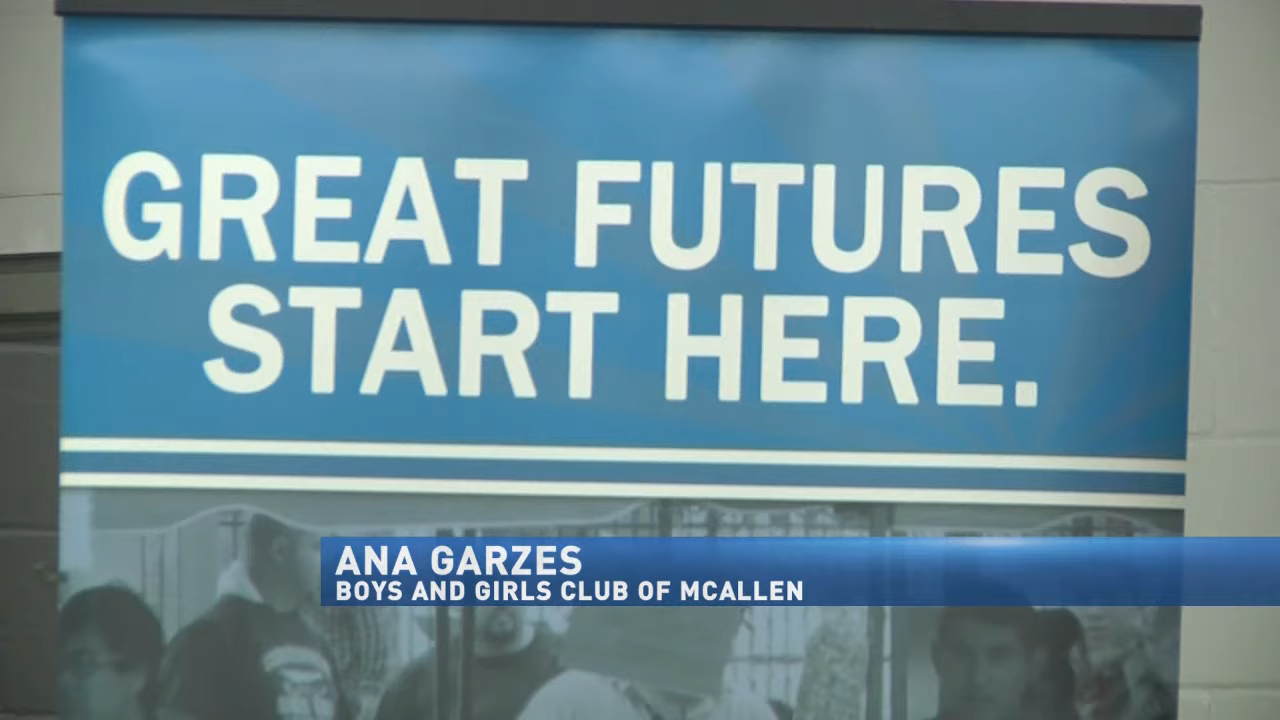 GREAT FUTURES
START HERE.
ANA GARZES
BOYS AND GIRLS CLUB OF MCALLEN